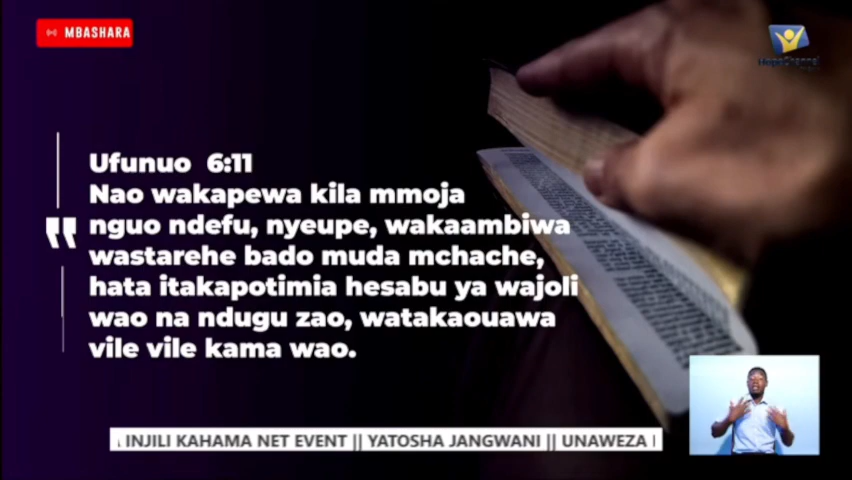 MBASHARA
HopeChannel
Ufunuo 6:11
Nao wakapewa kila mmoja
nguo ndefu, nyeupe, wakaambiwa
wastarehe bado muda mchache,
hata itakapotimia hesabu ya wajoli
wao na ndugu zao, watakaouawa
vile vile kama wao.
INJILI KAHAMA NET EVENT || YATOSHA JANGWANI || UNAWEZA